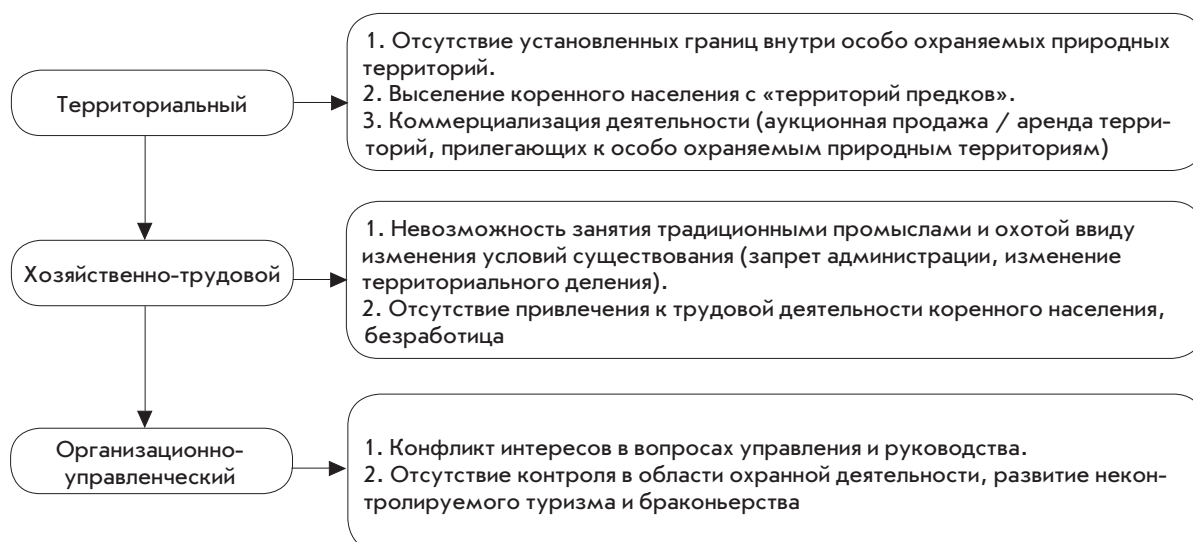 Территориальный
1. Отсутствие установленных границ внутри особо охраняемых природных
территорий.
2. Выселение коренного населения с «территорий предков».
3. Коммерциализация деятельности (аукционная продажа / аренда терри-
торий, прилегающих к особо охраняемым природным территориям)
Хозяйственно-трудовой
1. Невозможность занятия традиционными промыслами и охотой ввиду
изменения условий существования (запрет администрации, изменение
территориального деления).
2. Отсутствие привлечения к трудовой деятельности коренного населения,
безработица
Организационно-
управленческий
1. Конфликт интересов в вопросах управления и руководства.
2. Отсутствие контроля в области охранной деятельности, развитие некон-
тролируемого туризма и браконьерства